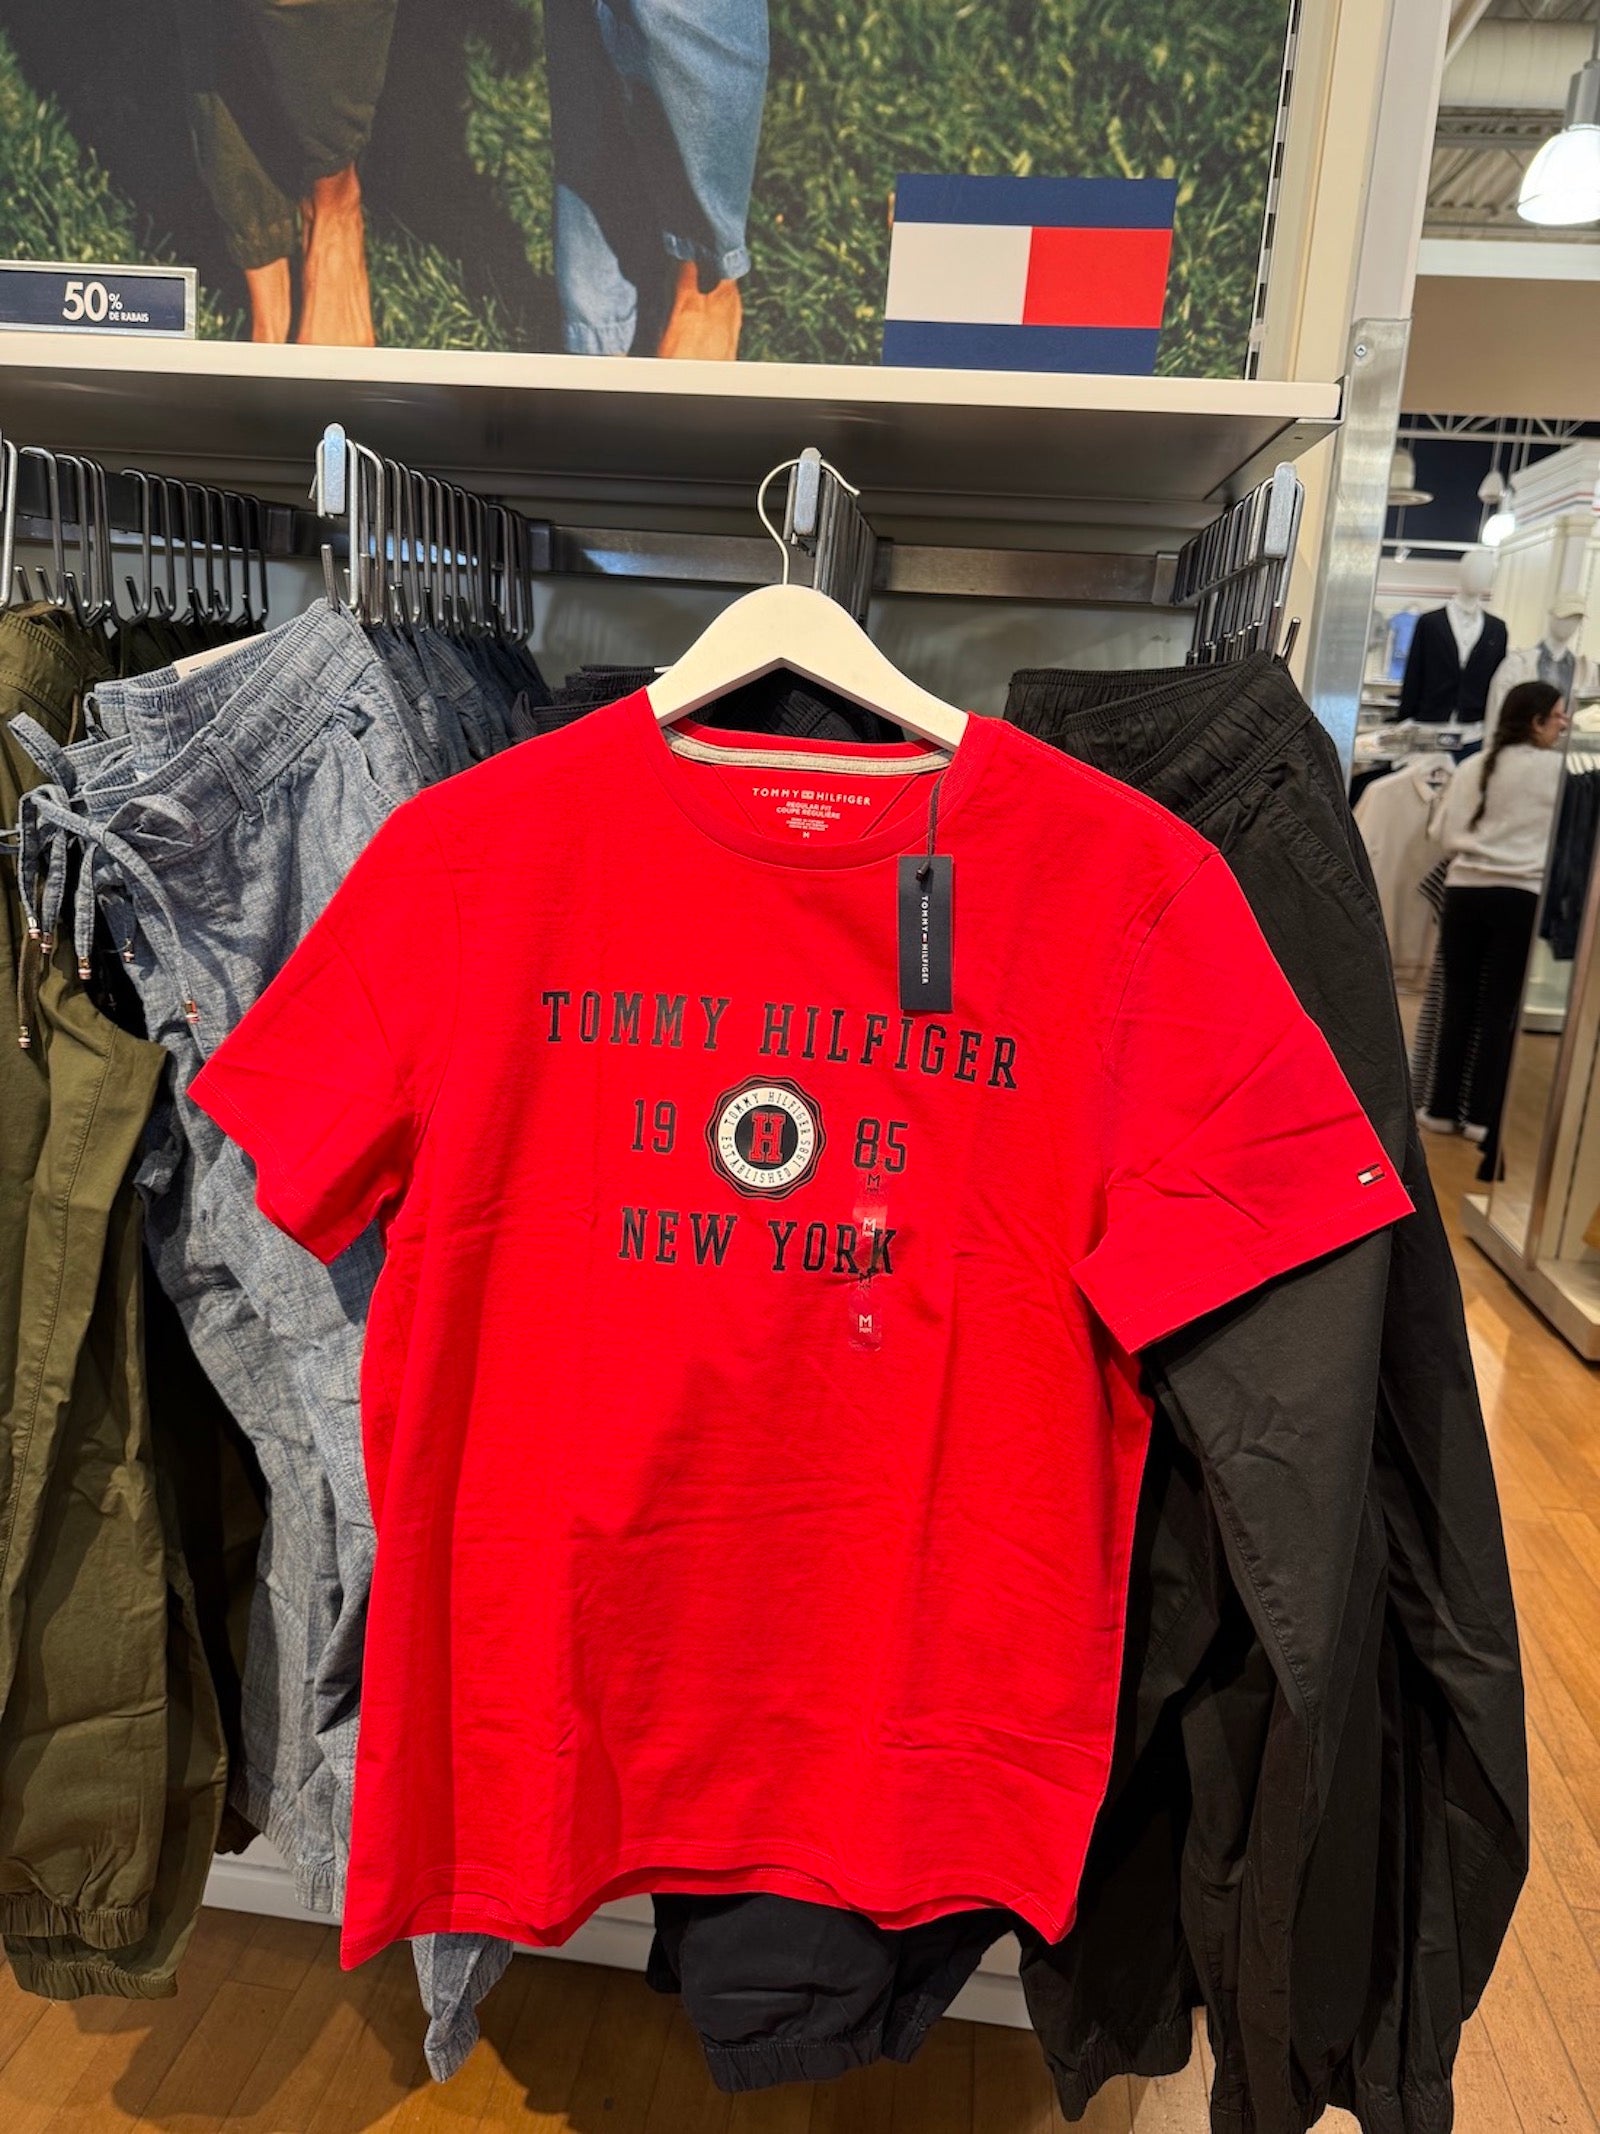 50% DE RABAIS
TOMMY HILFIGER
REGULAR FIT
COUPE RÉGULIÈRE
M
TOMMY HILFIGER
TOMMY HILFIGER
19 85
TOMMY HILFIGER
H
ESTABLISHED 1985
NEW YORK
M
M
M
M